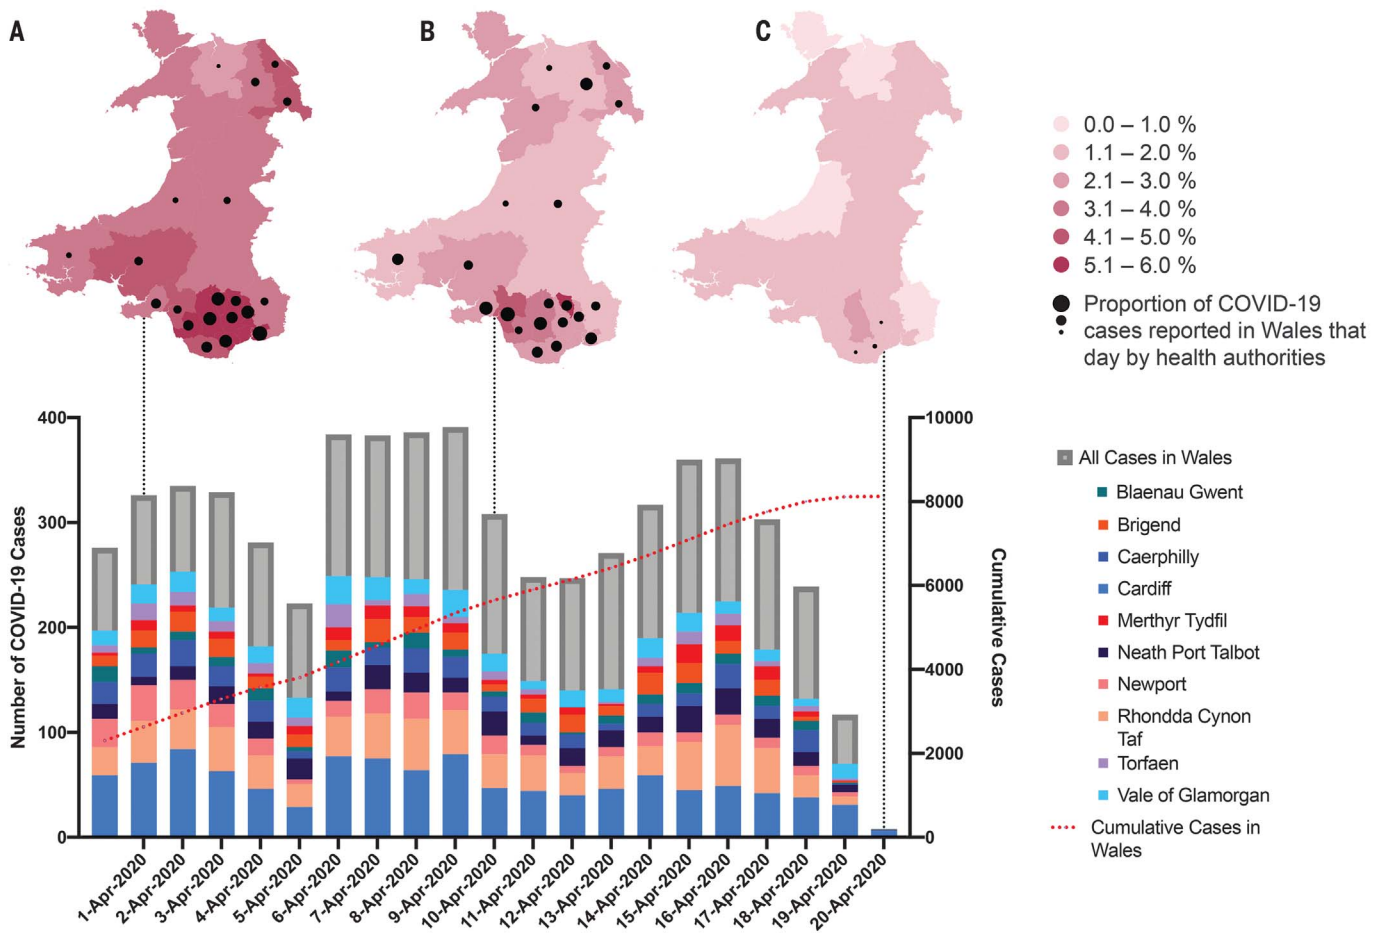 A
B
C
0.0 – 1.0 %
1.1 – 2.0 %
2.1 – 3.0 %
3.1 – 4.0 %
4.1 – 5.0 %
5.1 – 6.0 %
Proportion of COVID-19
cases reported in Wales that
day by health authorities
Number of COVID-19 Cases
400
300
200
100
0
10000
8000
6000
4000
2000
0
Cumulative Cases
1-Apr-2020
2-Apr-2020
3-Apr-2020
4-Apr-2020
5-Apr-2020
6-Apr-2020
7-Apr-2020
8-Apr-2020
9-Apr-2020
10-Apr-2020
11-Apr-2020
12-Apr-2020
13-Apr-2020
14-Apr-2020
15-Apr-2020
16-Apr-2020
17-Apr-2020
18-Apr-2020
19-Apr-2020
20-Apr-2020
All Cases in Wales
Blaenau Gwent
Brigend
Caerphilly
Cardiff
Merthyr Tydfil
Neath Port Talbot
Newport
Rhondda Cynon
Taf
Torfaen
Vale of Glamorgan
Cumulative Cases in
Wales